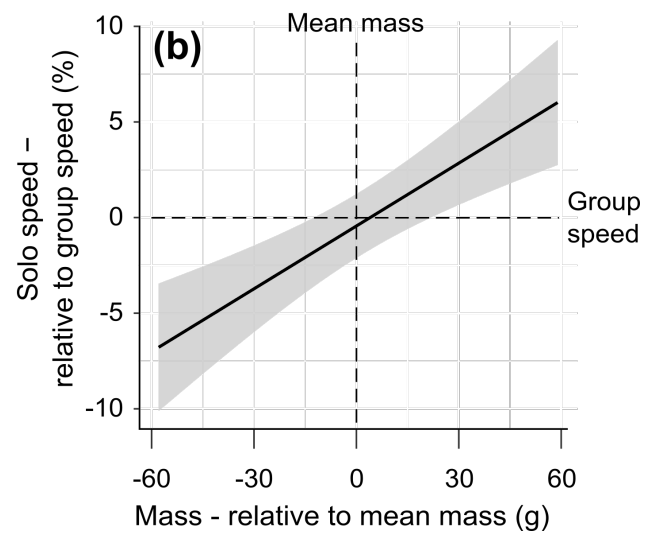 Mean mass
(b)
10
5
0
-5
-10
Solo speed –
relative to group speed (%)
Group
speed
-60 -30 0 30 60
Mass - relative to mean mass (g)